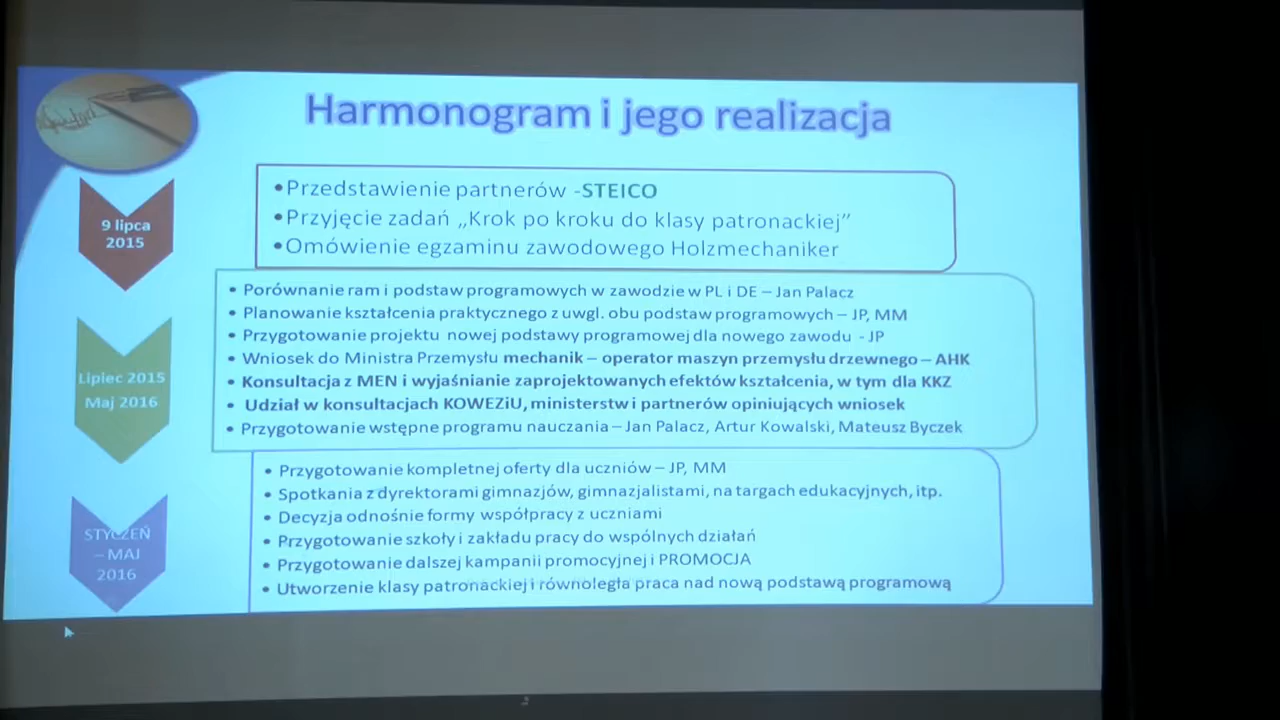 Harmonogram i jego realizacja
9 lipca
2015
•Przedstawienie partnerów -STEICO
•Przyjęcie zadań „Krok po kroku do klasy patronackiej”
•Omówienie egzaminu zawodowego Holzmechaniker
Lipiec 2015
Maj 2016
• Porównanie ram i podstaw programowych w zawodzie w PL i DE – Jan Palacz
• Planowanie kształcenia praktycznego z uwgl. obu podstaw programowych – JP, MM
• Przygotowanie projektu nowej podstawy programowej dla nowego zawodu - JP
• Wniosek do Ministra Przemysłu mechanik – operator maszyn przemysłu drzewnego – AHK
• Konsultacja z MEN i wyjaśnianie zaprojektowanych efektów kształcenia, w tym dla KKZ
• Udział w konsultacjach KOWEZiU, ministerstw i partnerów opiniujących wniosek
• Przygotowanie wstępne programu nauczania – Jan Palacz, Artur Kowalski, Mateusz Byczek
STYCZEŃ
– MAJ
2016
• Przygotowanie kompletnej oferty dla uczniów – JP, MM
• Spotkania z dyrektorami gimnazjów, gimnazjalistami, na targach edukacyjnych, itp.
• Decyzja odnośnie formy współpracy z uczniami
• Przygotowanie szkoły i zakładu pracy do wspólnych działań
• Przygotowanie dalszej kampanii promocyjnej i PROMOCJA
• Utworzenie klasy patronackiej i równoległa praca nad nową podstawą programową